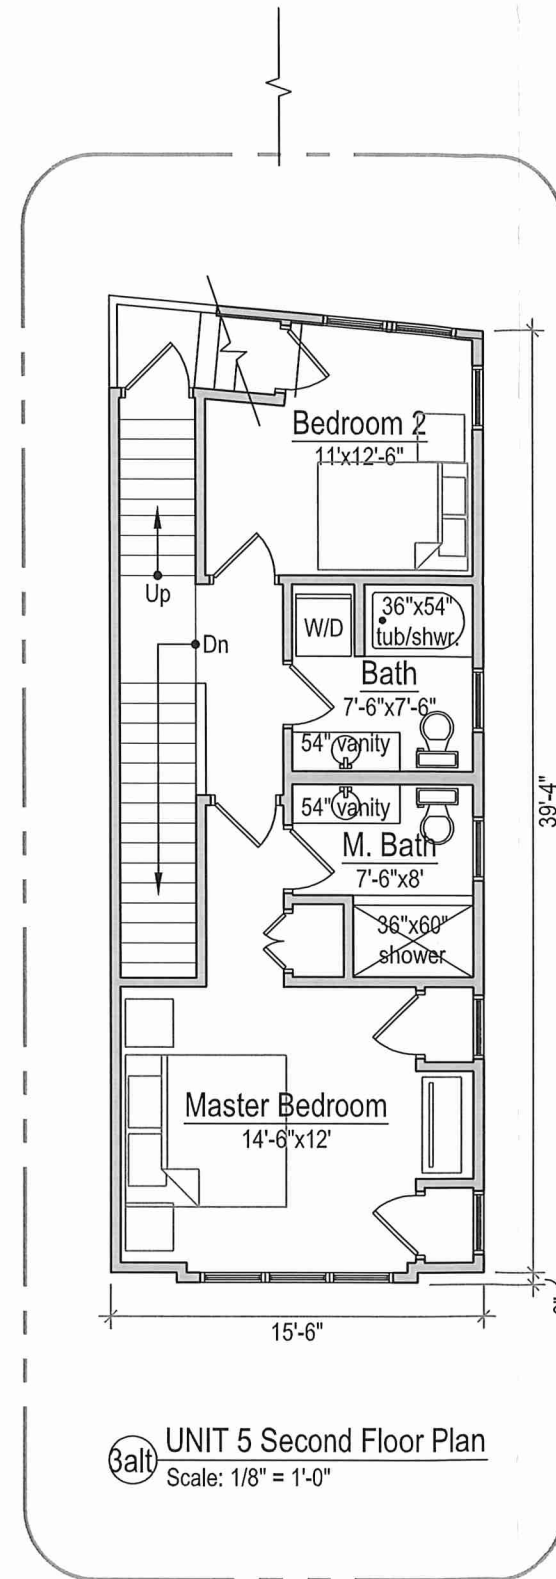 Bedroom 2
11'x12'-6"
Up
Dn
W/D
36"x54"
tub/shwr.
Bath
7'-6"x7'-6"
54" vanity
54" vanity
M. Bath
7'-6"x8'
36"x60"
shower
39'-4"
Master Bedroom
14'-6"x12'
15'-6"
3alt
UNIT 5 Second Floor Plan
Scale: 1/8" = 1'-0"